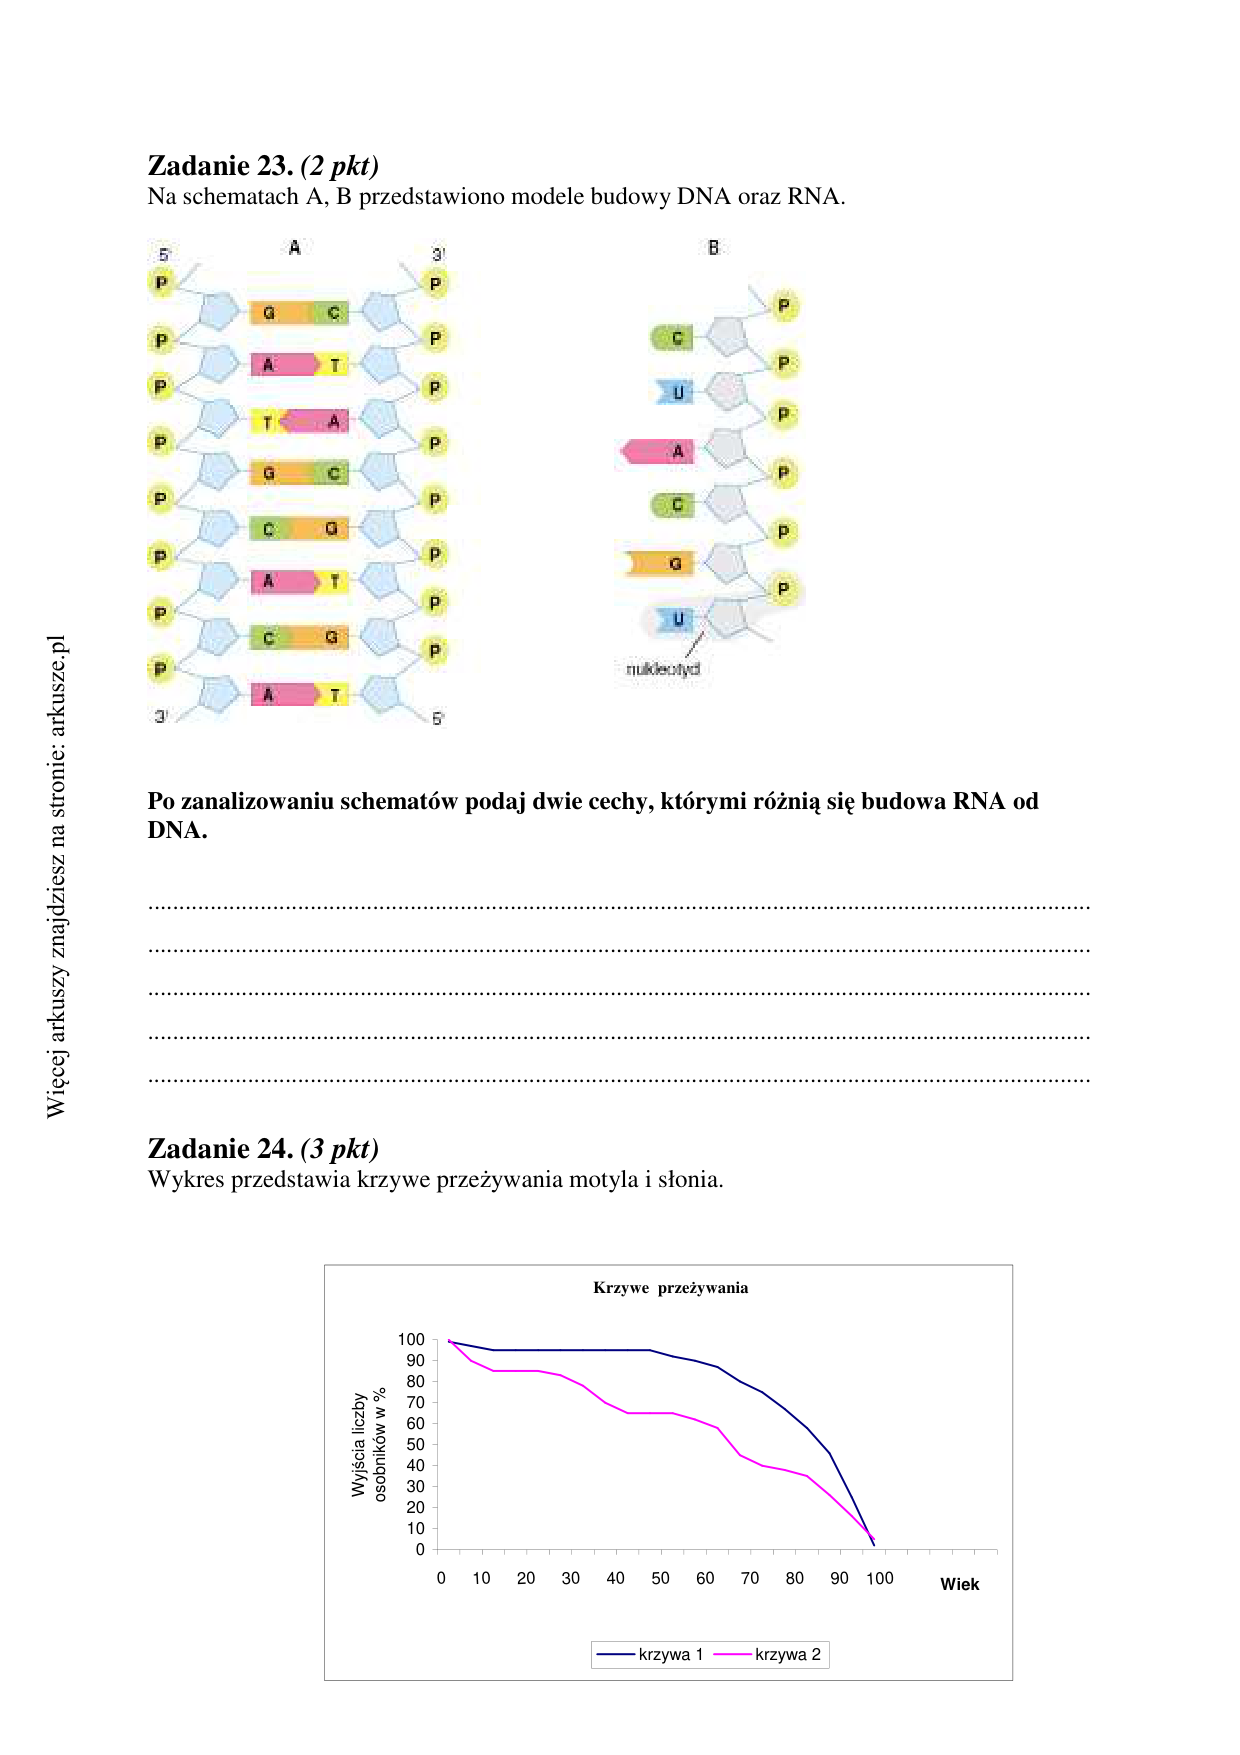 Zadanie 23. (2 pkt)
Na schematach A, B przedstawiono modele budowy DNA oraz RNA.
5' A 3'
P P
G C
P P
A T
P P
T A
P P
G C
P P
C G
P P
A T
P P
C G
P P
A T
3' 5'
B
P
C
P
U
P
A
P
C
P
G
P
U
nukleotyd
Po zanalizowaniu schematów podaj dwie cechy, którymi różnią się budowa RNA od
DNA.
Zadanie 24. (3 pkt)
Wykres przedstawia krzywe przeżywania motyla i słonia.
Krzywe przeżywania
Wyjścia liczby
osobników w %
100
90
80
70
60
50
40
30
20
10
0
0 10 20 30 40 50 60 70 80 90 100 Wiek
krzywa 1 krzywa 2
Więcej arkuszy znajdziesz na stronie: arkusze.pl